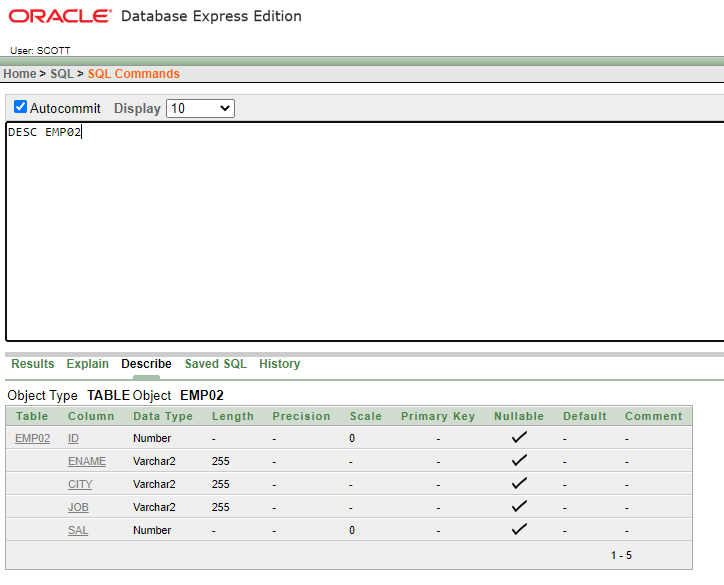 ORACLE® Database Express Edition
User: SCOTT
Home > SQL > SQL Commands
Autocommit Display 10
DESC EMP02
Results Explain Describe Saved SQL History
Object Type TABLE Object EMP02
Table Column Data Type Length Precision Scale Primary Key Nullable Default Comment
EMP02 ID Number - - 0 - - -
ENAME Varchar2 255 - - - - -
CITY Varchar2 255 - - - - -
JOB Varchar2 255 - - - - -
SAL Number - - 0 - - -
1 - 5